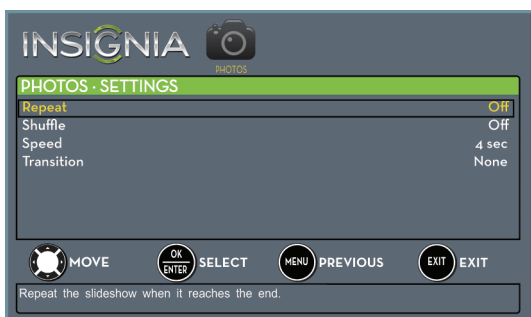 INSIGNIA
PHOTOS
PHOTOS · SETTINGS
Repeat Off
Shuffle Off
Speed 4 sec
Transition None
MOVE OK ENTER SELECT MENU PREVIOUS EXIT EXIT
Repeat the slideshow when it reaches the end.